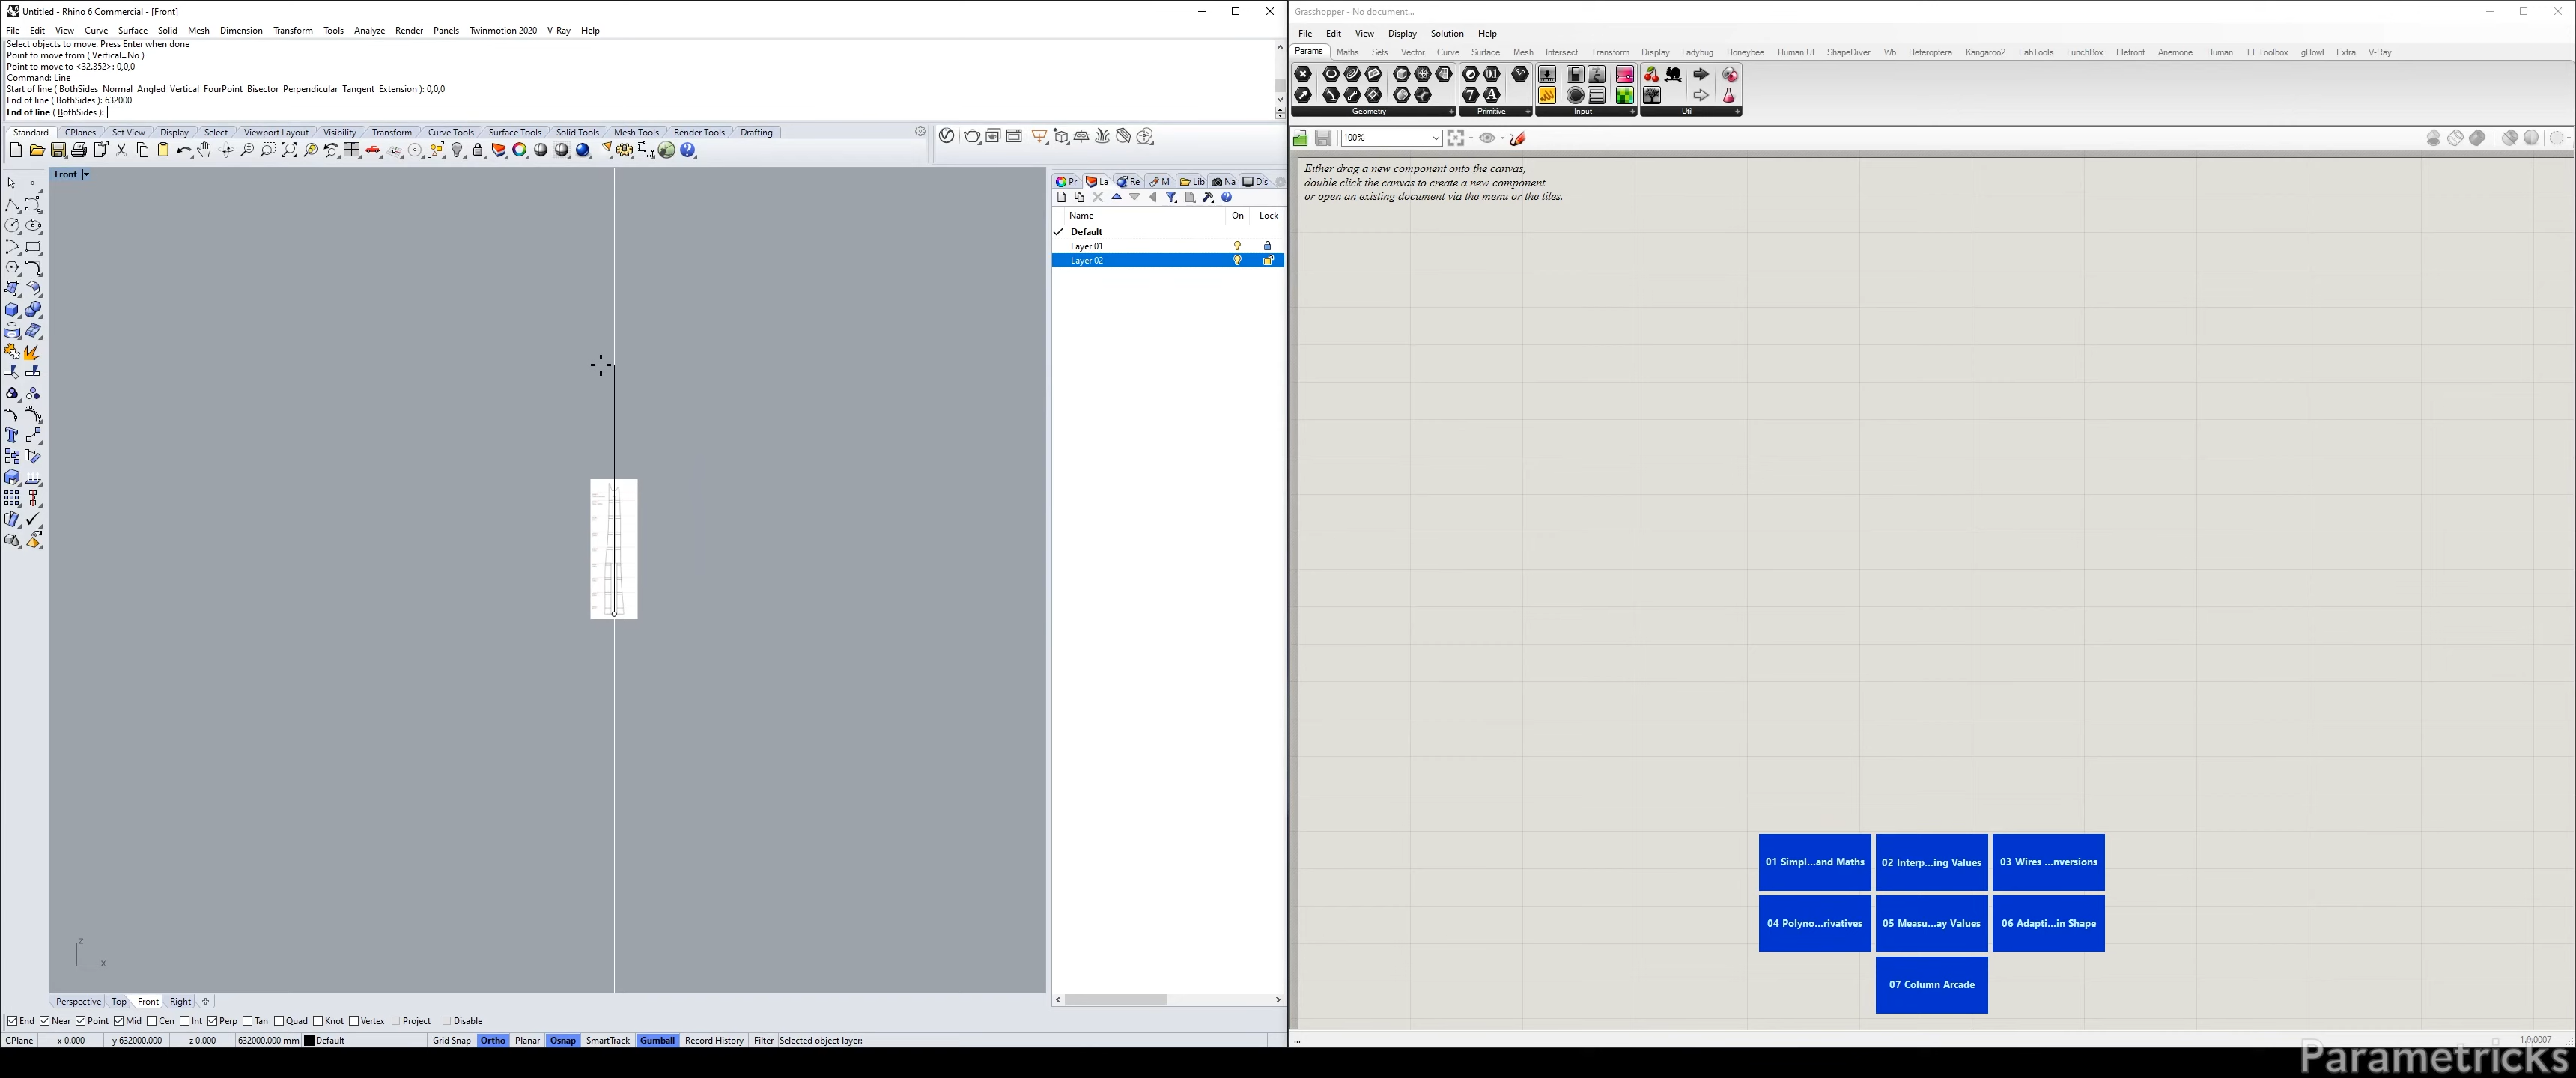 Untitled - Rhino 6 Commercial - [Front]
File Edit View Curve Surface Solid Mesh Dimension Transform Tools Analyze Render Panels Twinmotion 2020 V-Ray Help
Select objects to move. Press Enter when done
Point to move from ( Vertical=No )
Point to move to <32.352>: 0,0,0
Command: Line
Start of line ( BothSides Normal Angled Vertical FourPoint Bisector Perpendicular Tangent Extension ): 0,0,0
End of line ( BothSides ): 632000
End of line ( BothSides ):
Standard CPlanes Set View Display Select Viewport Layout Visibility Transform Curve Tools Surface Tools Solid Tools Mesh Tools Render Tools Drafting
Front
Pr La Re M Lib Na Dis
Name On Lock
Default
Layer 01
Layer 02
z
x
Perspective Top Front Right
End Near Point Mid Cen Int Perp Tan Quad Knot Vertex Project Disable
CPlane x 0.000 y 632000.000 z 0.000 632000.000 mm Default Grid Snap Ortho Planar Osnap SmartTrack Gumball Record History Filter Selected object layer:
Grasshopper - No document...
File Edit View Display Solution Help
Params Maths Sets Vector Curve Surface Mesh Intersect Transform Display Ladybug Honeybee Human UI ShapeDiver Wb Heteroptera Kangaroo2 FabTools LunchBox Elefront Anemone Human TT Toolbox gHowl Extra V-Ray
Geometry Primitive Input Util
100%
Either drag a new component onto the canvas,
double click the canvas to create a new component
or open an existing document via the menu or the tiles.
01 Simpl...and Maths 02 Interp...ing Values 03 Wires ...nversions
04 Polyno...rivatives 05 Measu...ay Values 06 Adapti...in Shape
07 Column Arcade
...
1.0.0007
Parametricks